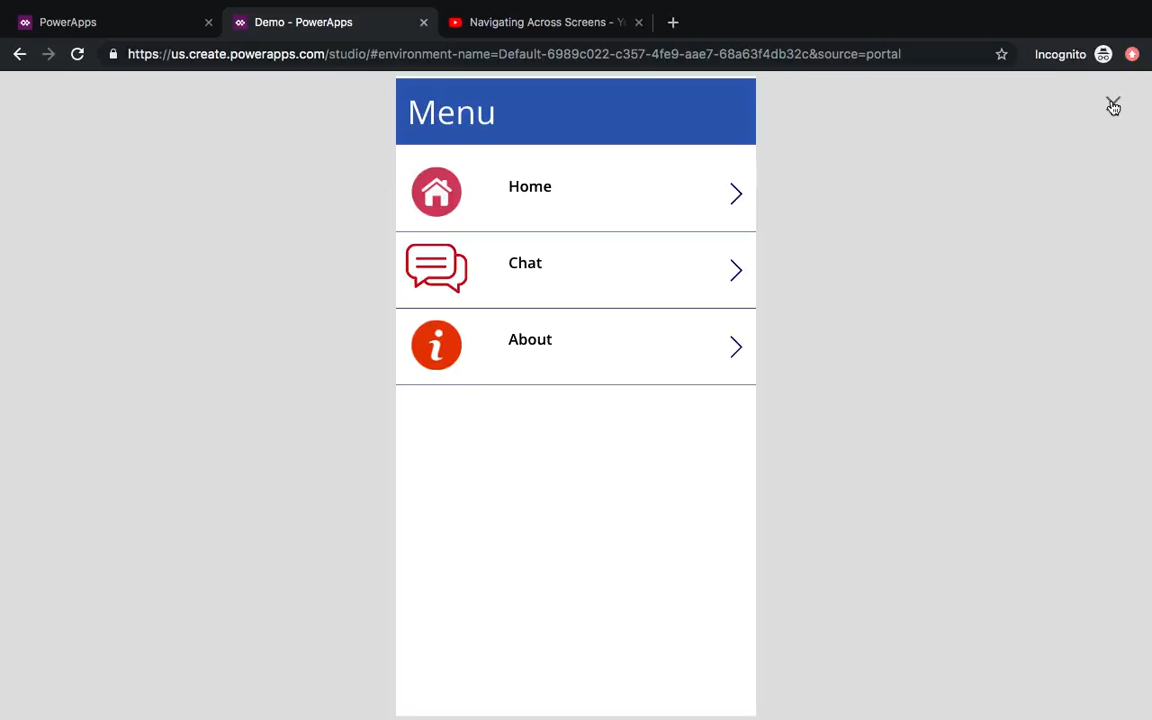 PowerApps
Demo - PowerApps
Navigating Across Screens -
https://us.create.powerapps.com/studio/#environment-name=Default-6989c022-c357-4fe9-aae7-68a63f4db32c&source=portal
Incognito
Menu
Home
Chat
About